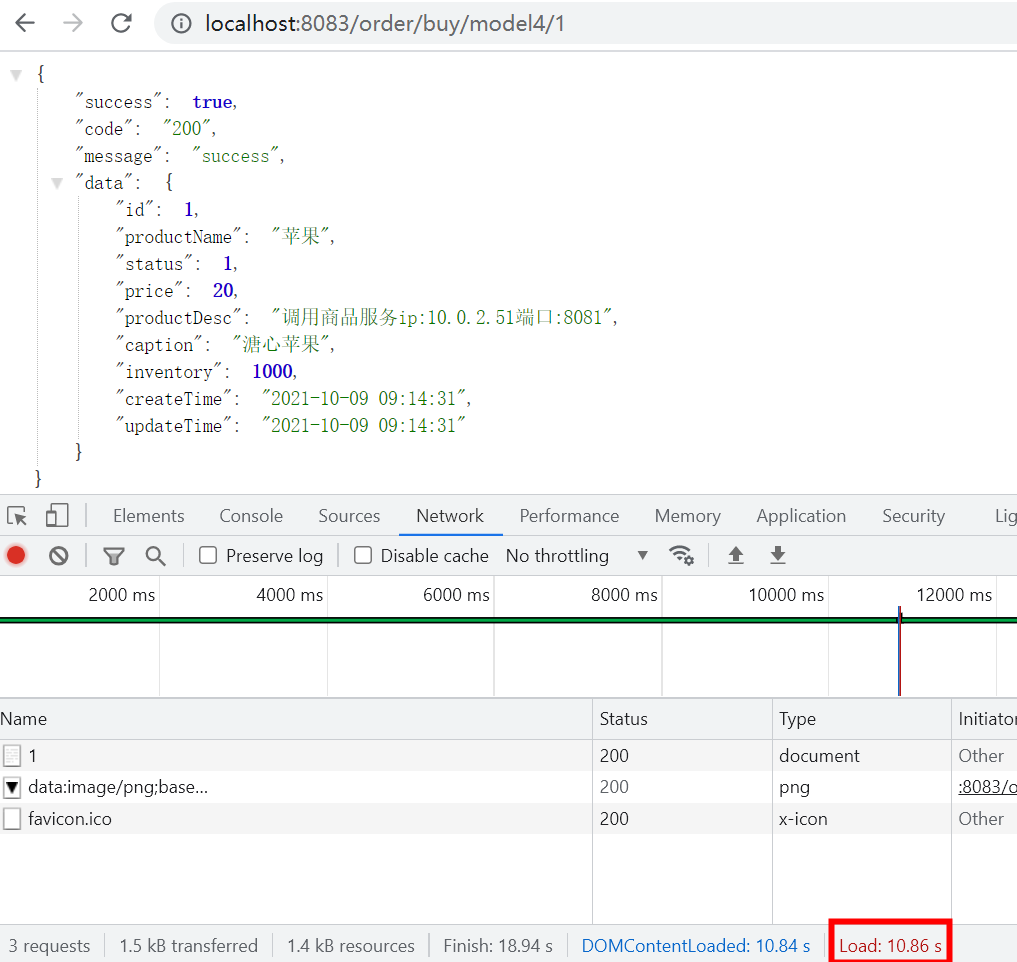 localhost:8083/order/buy/model4/1
{
"success": true,
"code": "200",
"message": "success",
"data": {
"id": 1,
"productName": "苹果",
"status": 1,
"price": 20,
"productDesc": "调用商品服务ip:10.0.2.51端口:8081",
"caption": "溏心苹果",
"inventory": 1000,
"createTime": "2021-10-09 09:14:31",
"updateTime": "2021-10-09 09:14:31"
}
}
Elements Console Sources Network Performance Memory Application Security Lig
Preserve log Disable cache No throttling
2000 ms 4000 ms 6000 ms 8000 ms 10000 ms 12000 ms
Name Status Type Initiator
1 200 document Other
data:image/png;base... 200 png :8083/o
favicon.ico 200 x-icon Other
3 requests 1.5 kB transferred 1.4 kB resources Finish: 18.94 s DOMContentLoaded: 10.84 s Load: 10.86 s